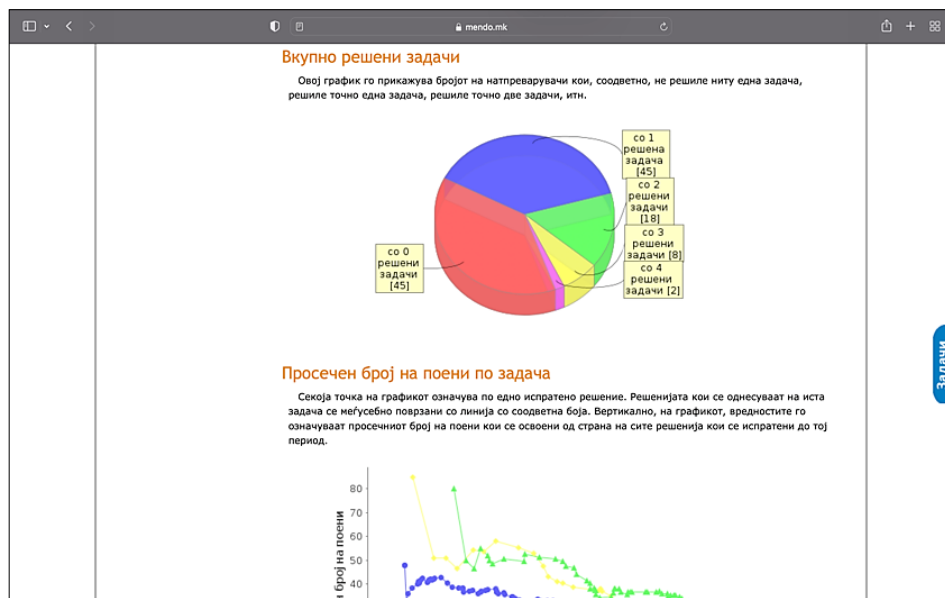 mendo.mk
Вкупно решени задачи
Овој график го прикажува бројот на натпреварувачи кои, соодветно, не решиле ниту една задача,
решиле точно една задача, решиле точно две задачи, итн.
со 1
решена
задача
[45]
со 2
решени
задачи
[18]
со 3
решени
задачи [8]
со 4
решени
задачи [2]
со 0
решени
задачи
[45]
Задачи
Просечен број на поени по задача
Секоја точка на графикот означува по едно испратено решение. Решенијата кои се однесуваат на иста
задача се меѓусебно поврзани со линија со соодветна боја. Вертикално, на графикот, вредностите го
означуваат просечниот број на поени кои се освоени од страна на сите решенија кои се испратени до тој
период.
80
70
60
50
40
број на поени